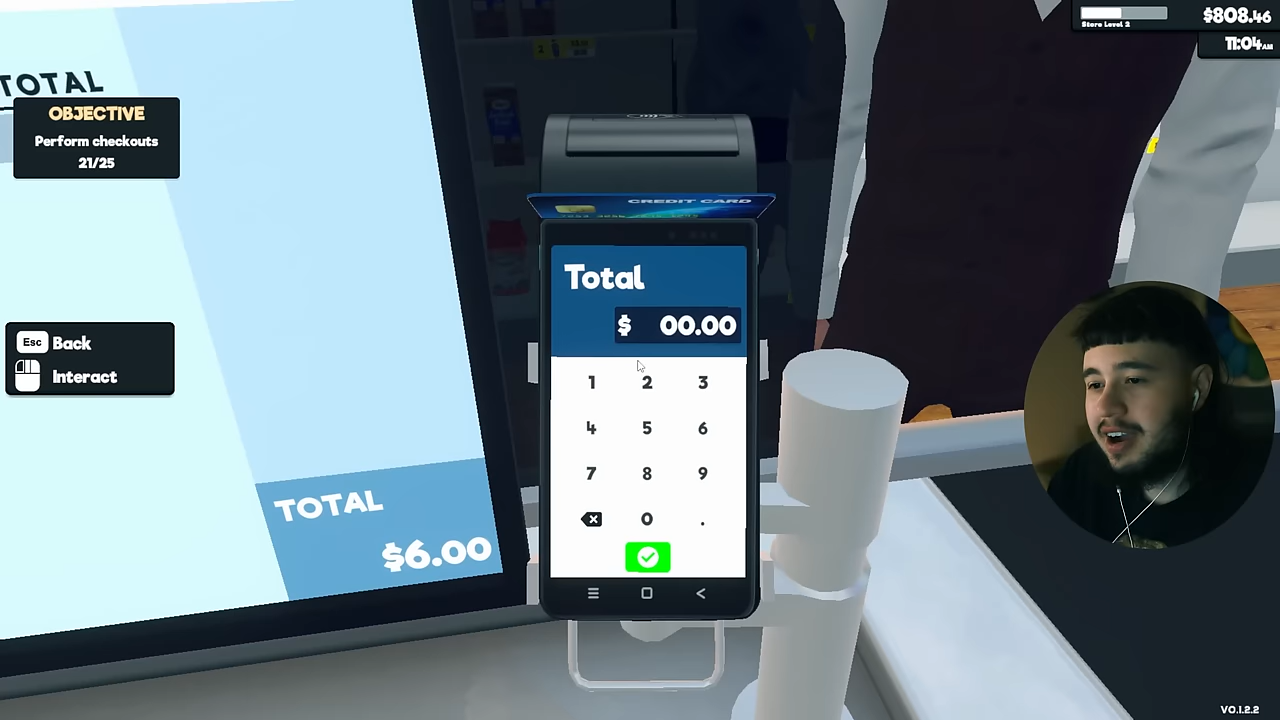 TOTAL
OBJECTIVE
Perform checkouts
21/25
Esc Back
Interact
TOTAL
$6.00
CREDIT CARD
Total
$ 00.00
1 2 3
4 5 6
7 8 9
0 .
$808.46
Store Level 2
11:04AM
V0.1.2.2